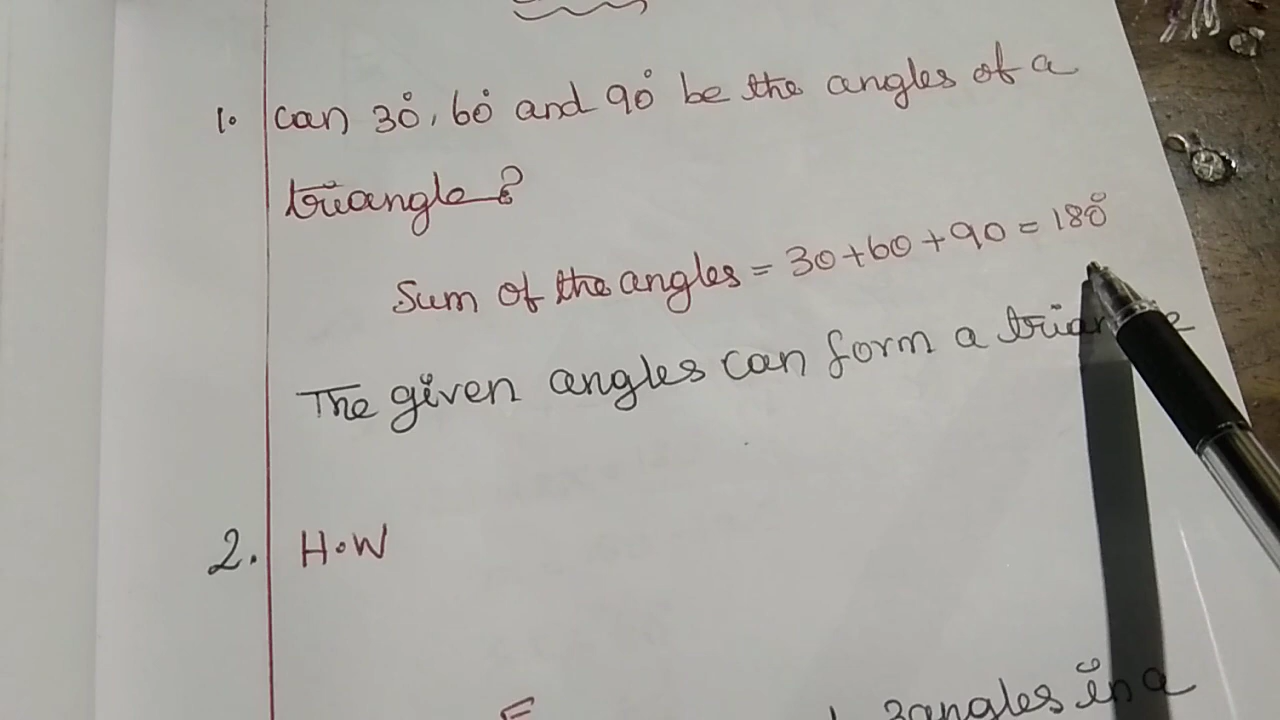 1. Can 30°, 60° and 90° be the angles of a
triangle?
Sum of the angles = 30+60+90 = 180°
The given angles can form a
2. H.W
3angles in a